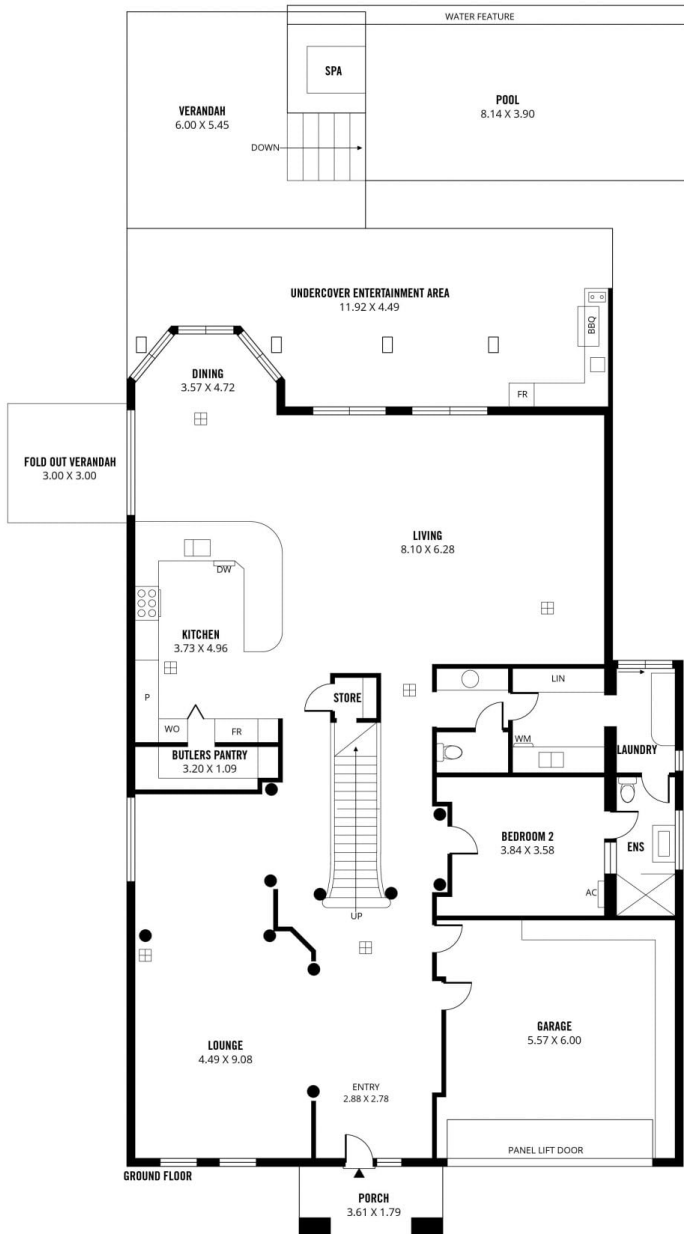 WATER FEATURE
SPA
VERANDAH
6.00 X 5.45
POOL
8.14 X 3.90
DOWN
UNDERCOVER ENTERTAINMENT AREA
11.92 X 4.49
BBQ
DINING
3.57 X 4.72
FR
FOLD OUT VERANDAH
3.00 X 3.00
LIVING
8.10 X 6.28
DW
KITCHEN
3.73 X 4.96
P
STORE
LIN
WO
FR
WM
LAUNDRY
BUTLERS PANTRY
3.20 X 1.09
BEDROOM 2
3.84 X 3.58
ENS
AC
UP
GARAGE
5.57 X 6.00
LOUNGE
4.49 X 9.08
ENTRY
2.88 X 2.78
PANEL LIFT DOOR
GROUND FLOOR
PORCH
3.61 X 1.79